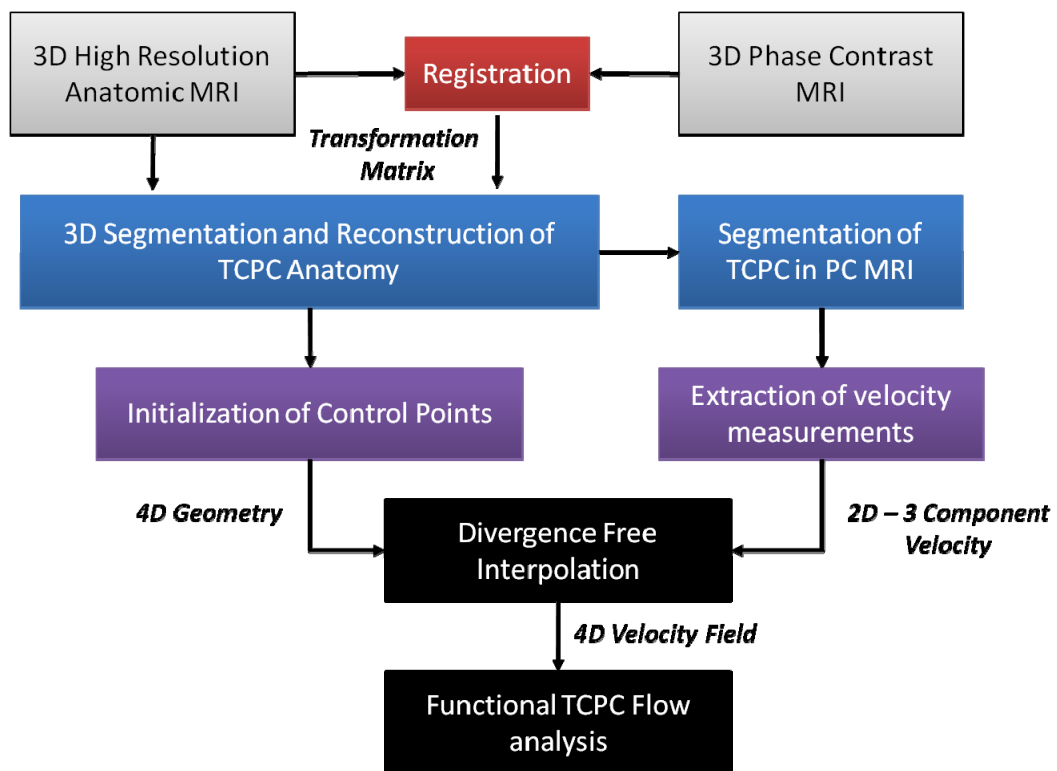 3D High Resolution
Anatomic MRI
Registration
3D Phase Contrast
MRI
Transformation
Matrix
3D Segmentation and Reconstruction of
TCPC Anatomy
Segmentation of
TCPC in PC MRI
Initialization of Control Points
Extraction of velocity
measurements
4D Geometry
2D – 3 Component
Velocity
Divergence Free
Interpolation
4D Velocity Field
Functional TCPC Flow
analysis